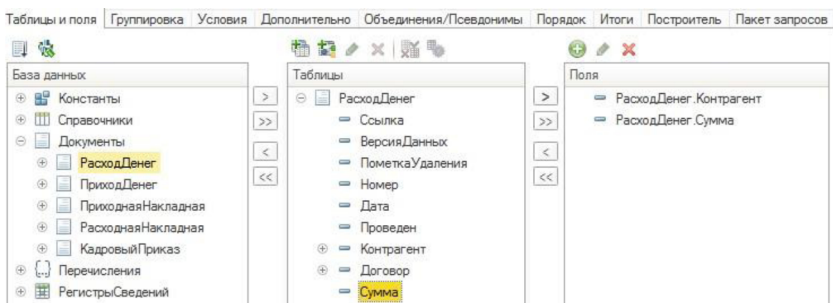 Таблицы и поля Группировка Условия Дополнительно Объединения/Псевдонимы Порядок Итоги Построитель Пакет запросов
База данных
Константы
Справочники
Документы
РасходДенег
ПриходДенег
ПриходнаяНакладная
РасходнаяНакладная
КадровыйПриказ
Перечисления
РегистрыСведений
> 
>>
<
<<
Таблицы
РасходДенег
Ссылка
ВерсияДанных
ПометкаУдаления
Номер
Дата
Проведен
Контрагент
Договор
Сумма
>
>>
<
<<
Поля
РасходДенег.Контрагент
РасходДенег.Сумма